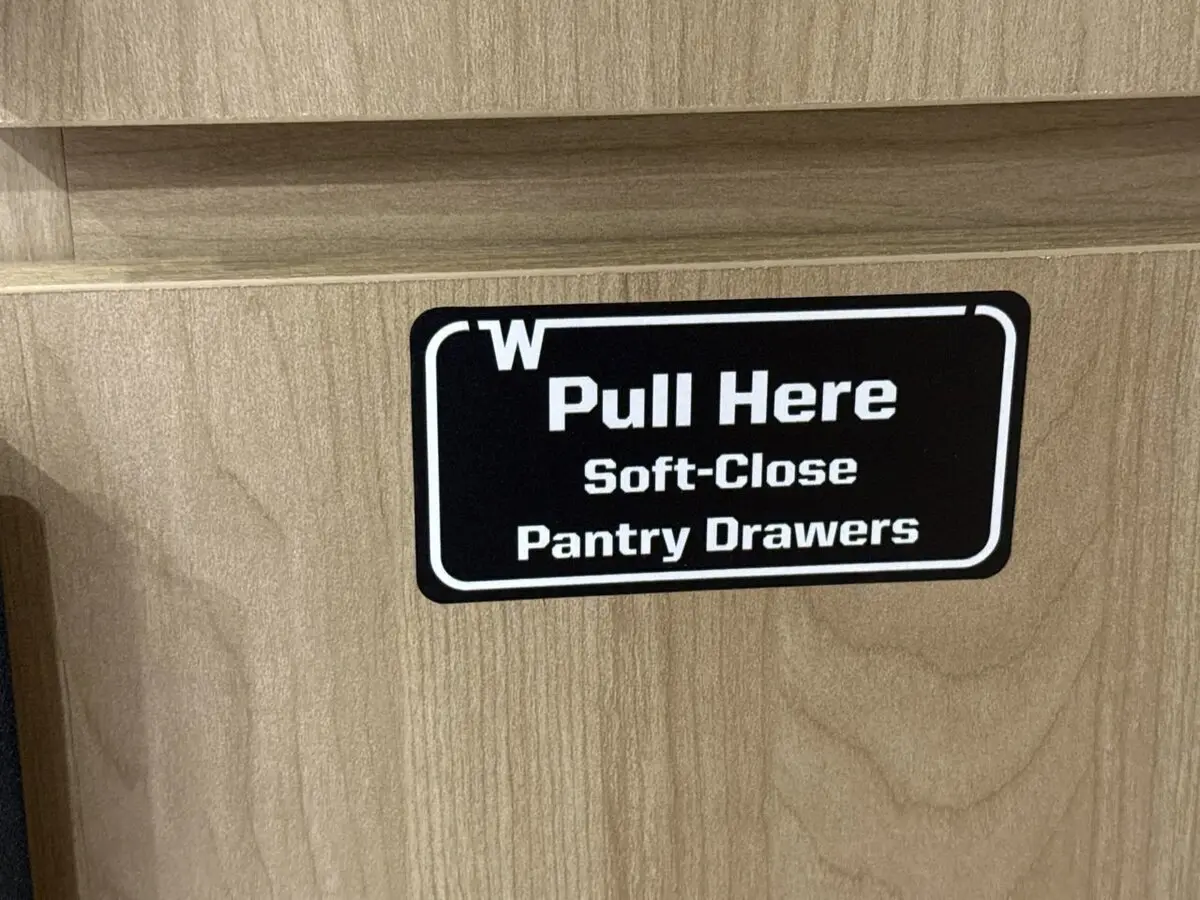 W
Pull Here
Soft-Close
Pantry Drawers